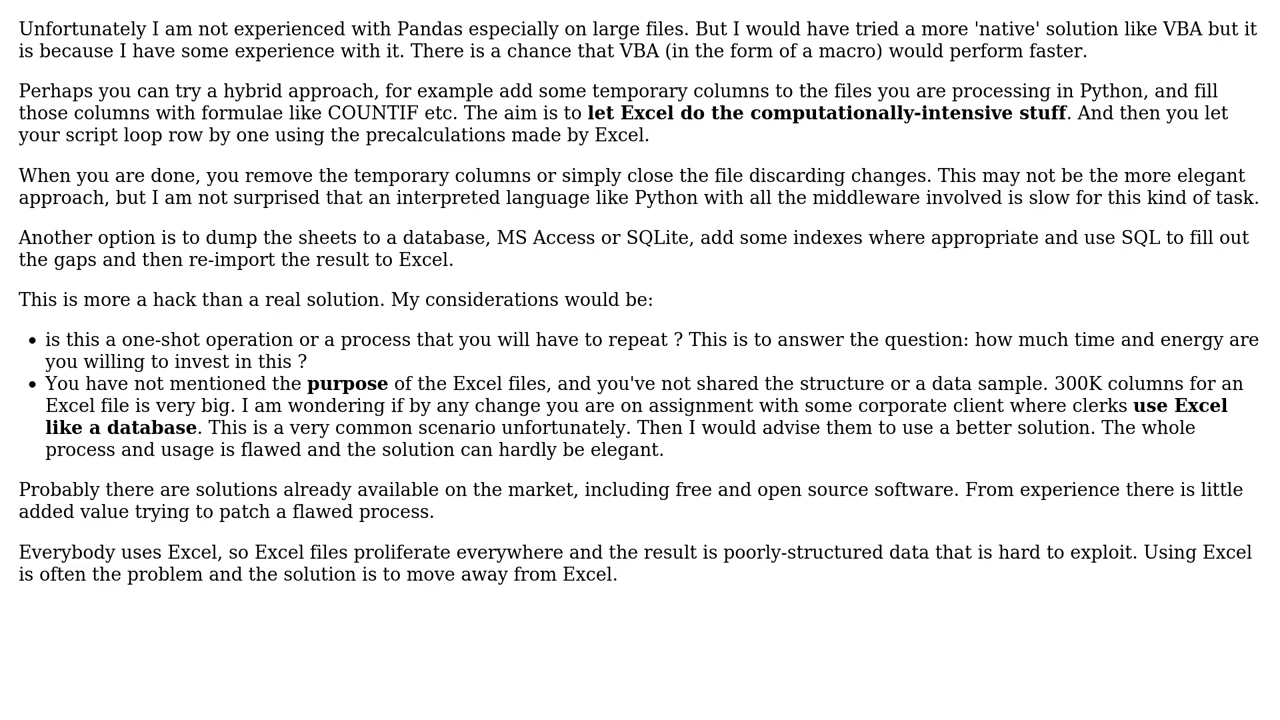 Unfortunately I am not experienced with Pandas especially on large files. But I would have tried a more 'native' solution like VBA but it
is because I have some experience with it. There is a chance that VBA (in the form of a macro) would perform faster.
Perhaps you can try a hybrid approach, for example add some temporary columns to the files you are processing in Python, and fill
those columns with formulae like COUNTIF etc. The aim is to let Excel do the computationally-intensive stuff. And then you let
your script loop row by one using the precalculations made by Excel.
When you are done, you remove the temporary columns or simply close the file discarding changes. This may not be the more elegant
approach, but I am not surprised that an interpreted language like Python with all the middleware involved is slow for this kind of task.
Another option is to dump the sheets to a database, MS Access or SQLite, add some indexes where appropriate and use SQL to fill out
the gaps and then re-import the result to Excel.
This is more a hack than a real solution. My considerations would be:
• is this a one-shot operation or a process that you will have to repeat ? This is to answer the question: how much time and energy are
you willing to invest in this ?
• You have not mentioned the purpose of the Excel files, and you've not shared the structure or a data sample. 300K columns for an
Excel file is very big. I am wondering if by any change you are on assignment with some corporate client where clerks use Excel
like a database. This is a very common scenario unfortunately. Then I would advise them to use a better solution. The whole
process and usage is flawed and the solution can hardly be elegant.
Probably there are solutions already available on the market, including free and open source software. From experience there is little
added value trying to patch a flawed process.
Everybody uses Excel, so Excel files proliferate everywhere and the result is poorly-structured data that is hard to exploit. Using Excel
is often the problem and the solution is to move away from Excel.